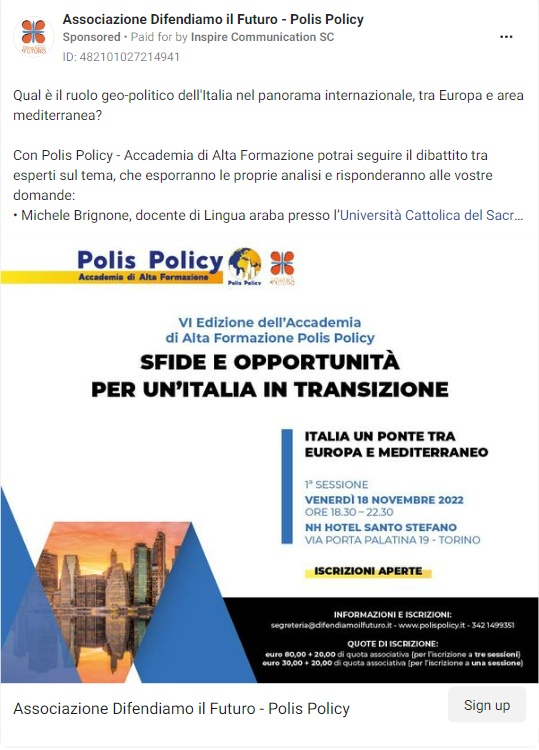 Associazione Difendiamo il Futuro - Polis Policy
Sponsored • Paid for by Inspire Communication SC
ID: 482101027214941
Qual è il ruolo geo-politico dell'Italia nel panorama internazionale, tra Europa e area
mediterranea?
Con Polis Policy - Accademia di Alta Formazione potrai seguire il dibattito tra
esperti sul tema, che esporranno le proprie analisi e risponderanno alle vostre
domande:
• Michele Brignone, docente di Lingua araba presso l'Università Cattolica del Sacr...
Polis Policy
Accademia di Alta Formazione
Polis Policy
FUTURO
VI Edizione dell'Accademia
di Alta Formazione Polis Policy
SFIDE E OPPORTUNITÀ
PER UN'ITALIA IN TRANSIZIONE
ITALIA UN PONTE TRA
EUROPA E MEDITERRANEO
1ª SESSIONE
VENERDÌ 18 NOVEMBRE 2022
ORE 18.30 – 22.30
NH HOTEL SANTO STEFANO
VIA PORTA PALATINA 19 - TORINO
ISCRIZIONI APERTE
INFORMAZIONI E ISCRIZIONI:
segreteria@difendiamoilfuturo.it - www.polispolicy.it - 342 1499351
QUOTE DI ISCRIZIONE:
euro 80,00 + 20,00 di quota associativa (per l'iscrizione a tre sessioni)
euro 30,00 + 20,00 di quota associativa (per l'iscrizione a una sessione)
Associazione Difendiamo il Futuro - Polis Policy
Sign up